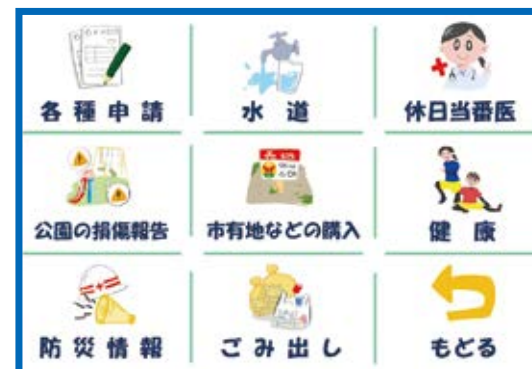 各種申請
水道
休日当番医
公園の損傷報告
市有地などの購入
健康
防災情報
ごみ出し
もどる